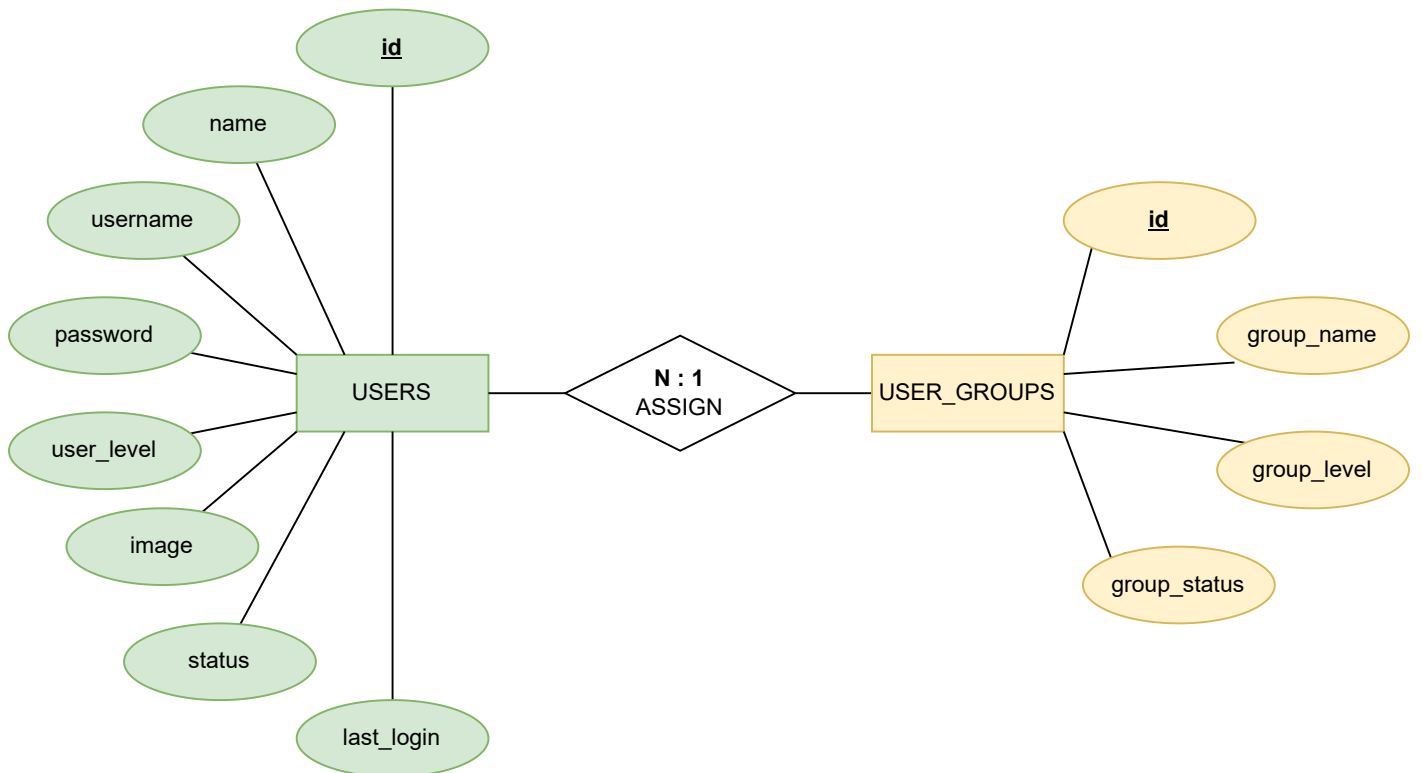 id
name
username
password
user_level
image
status
last_login
USERS
N : 1
ASSIGN
USER_GROUPS
id
group_name
group_level
group_status